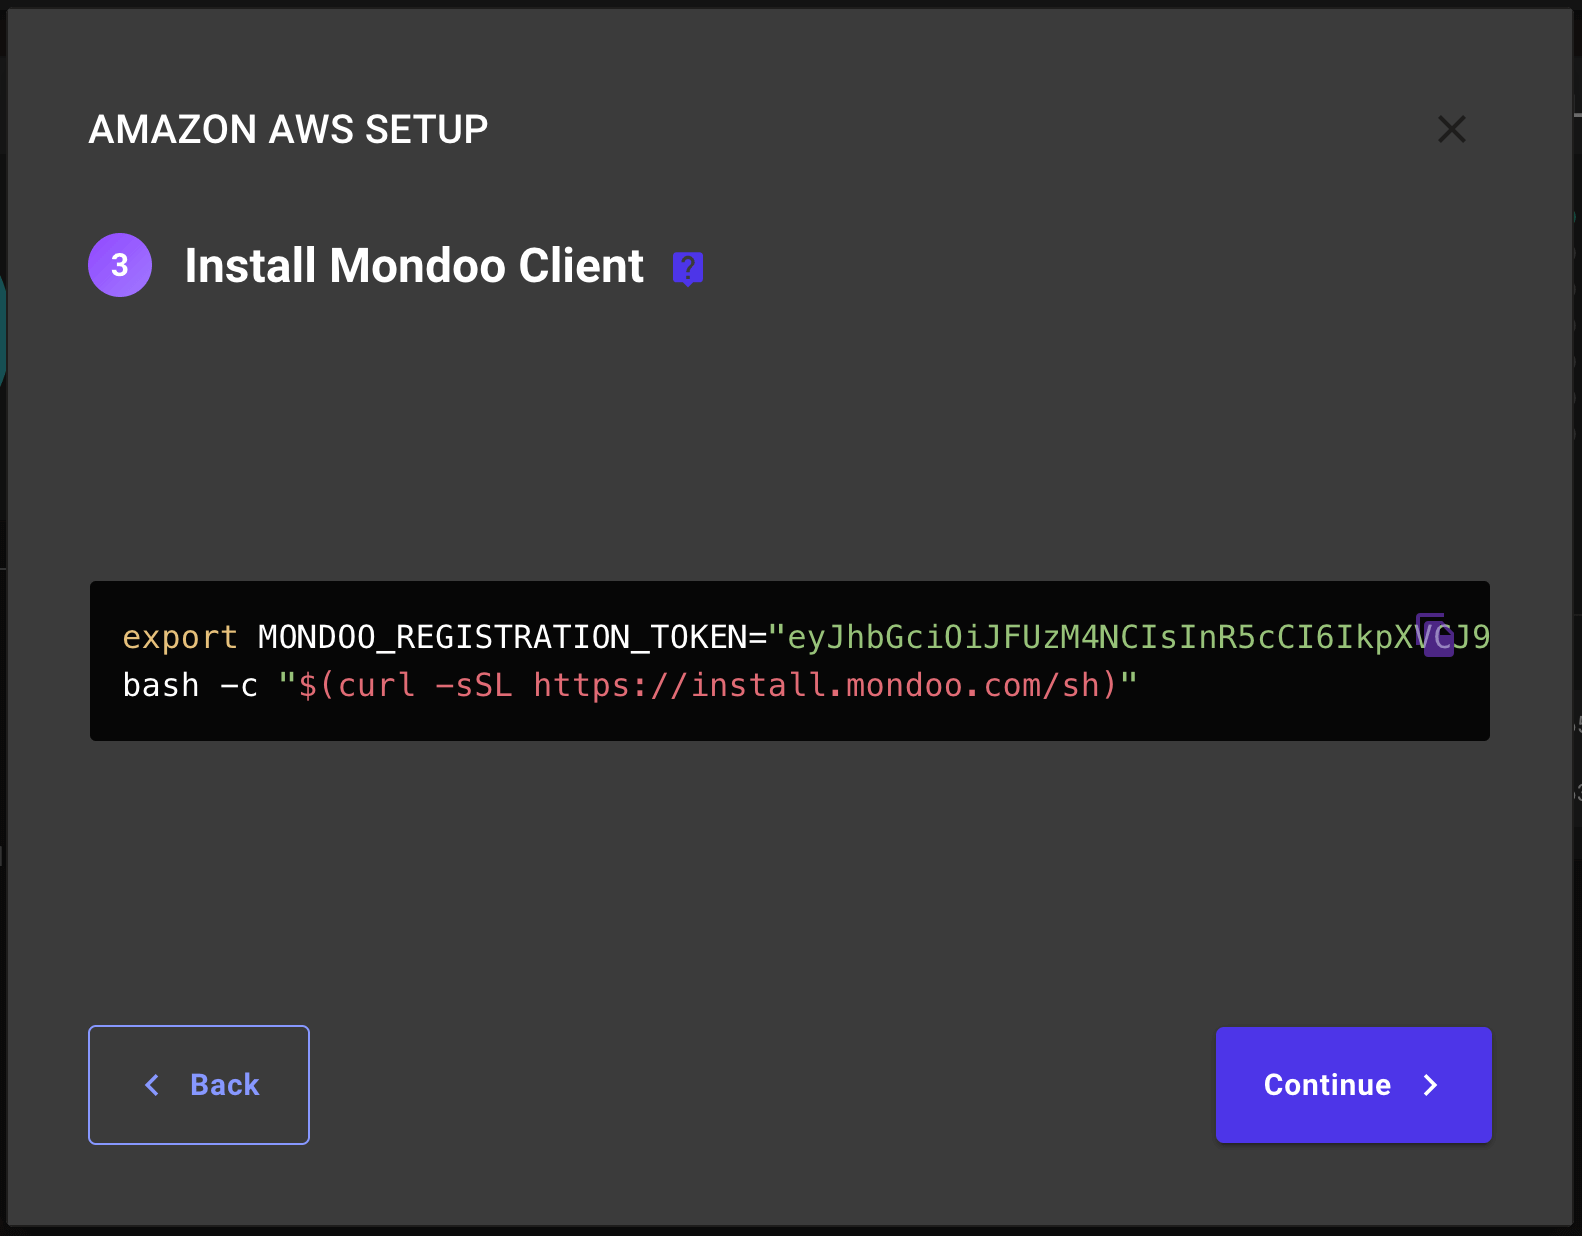 AMAZON AWS SETUP
3 Install Mondoo Client
export MONDOO_REGISTRATION_TOKEN="eyJhbGciOiJFUzM4NCIsInR5cCI6IkpXVCJ9
bash -c "$(curl -sSL https://install.mondoo.com/sh)"
Back
Continue